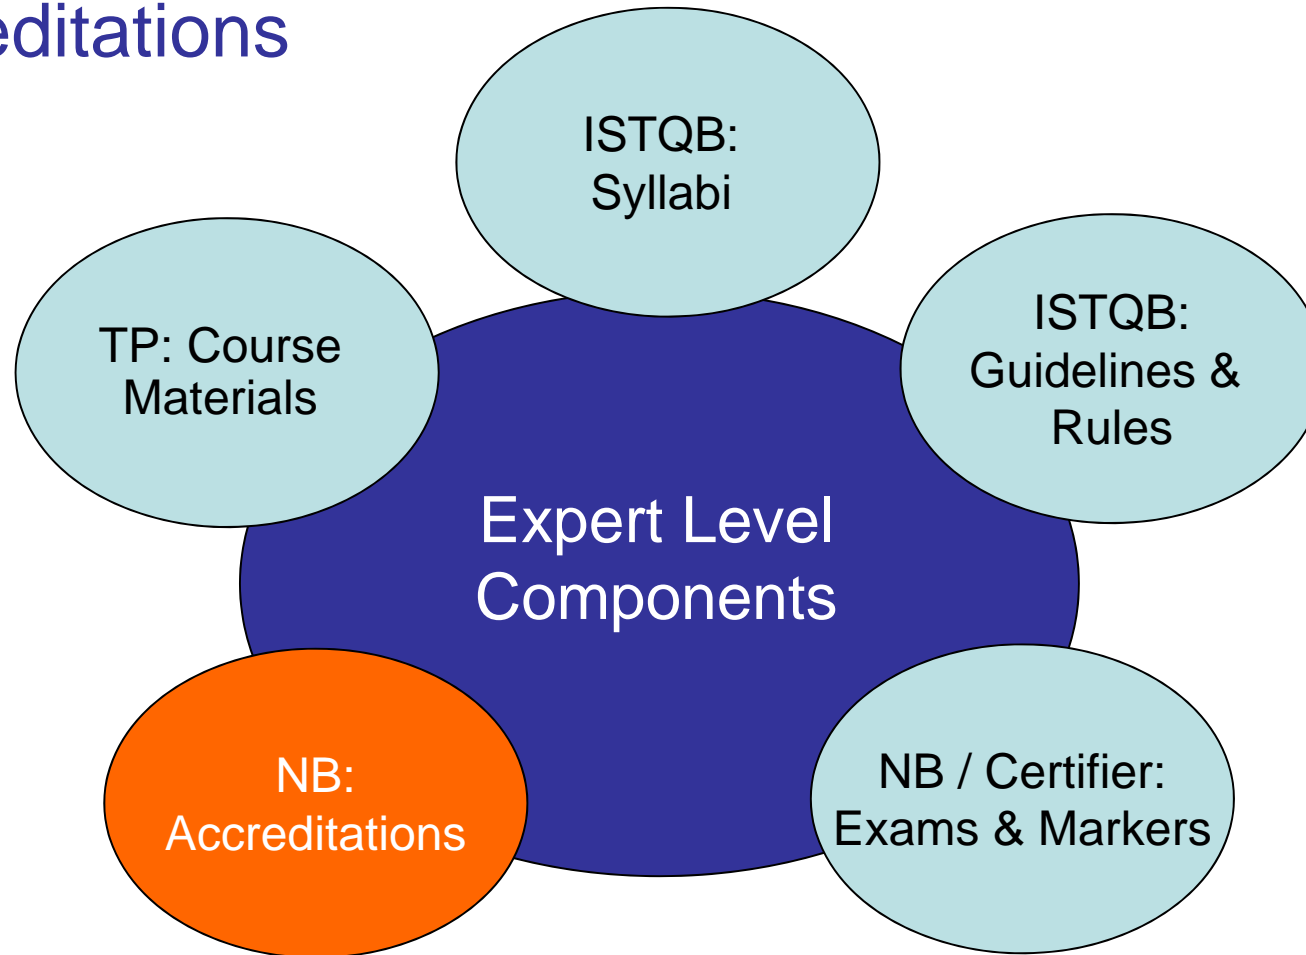 editations
ISTQB:
Syllabi
TP: Course
Materials
ISTQB:
Guidelines &
Rules
Expert Level
Components
NB:
Accreditations
NB / Certifier:
Exams & Markers